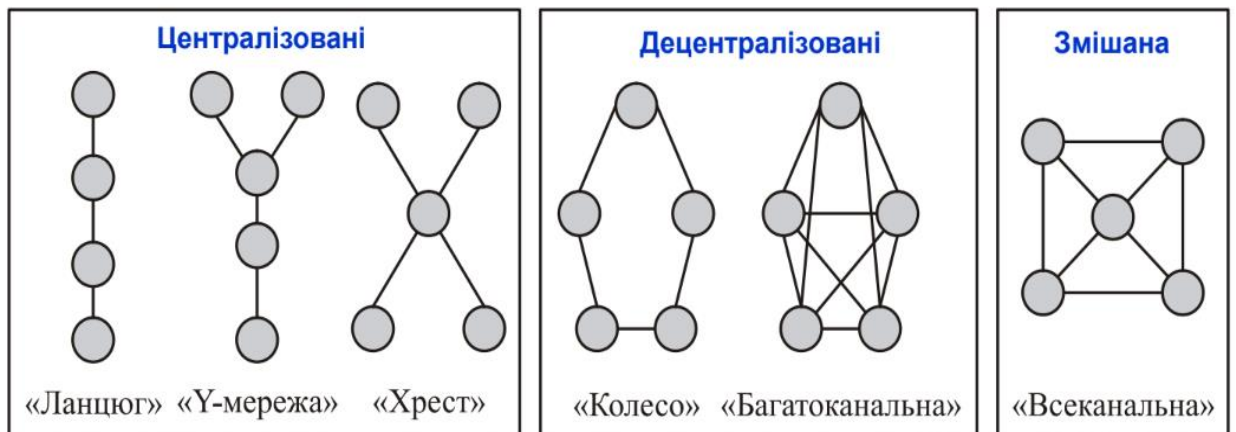 Централізовані
Децентралізовані
Змішана
«Ланцюг» «Y-мережа» «Хрест»
«Колесо» «Багатоканальна»
«Всеканальна»